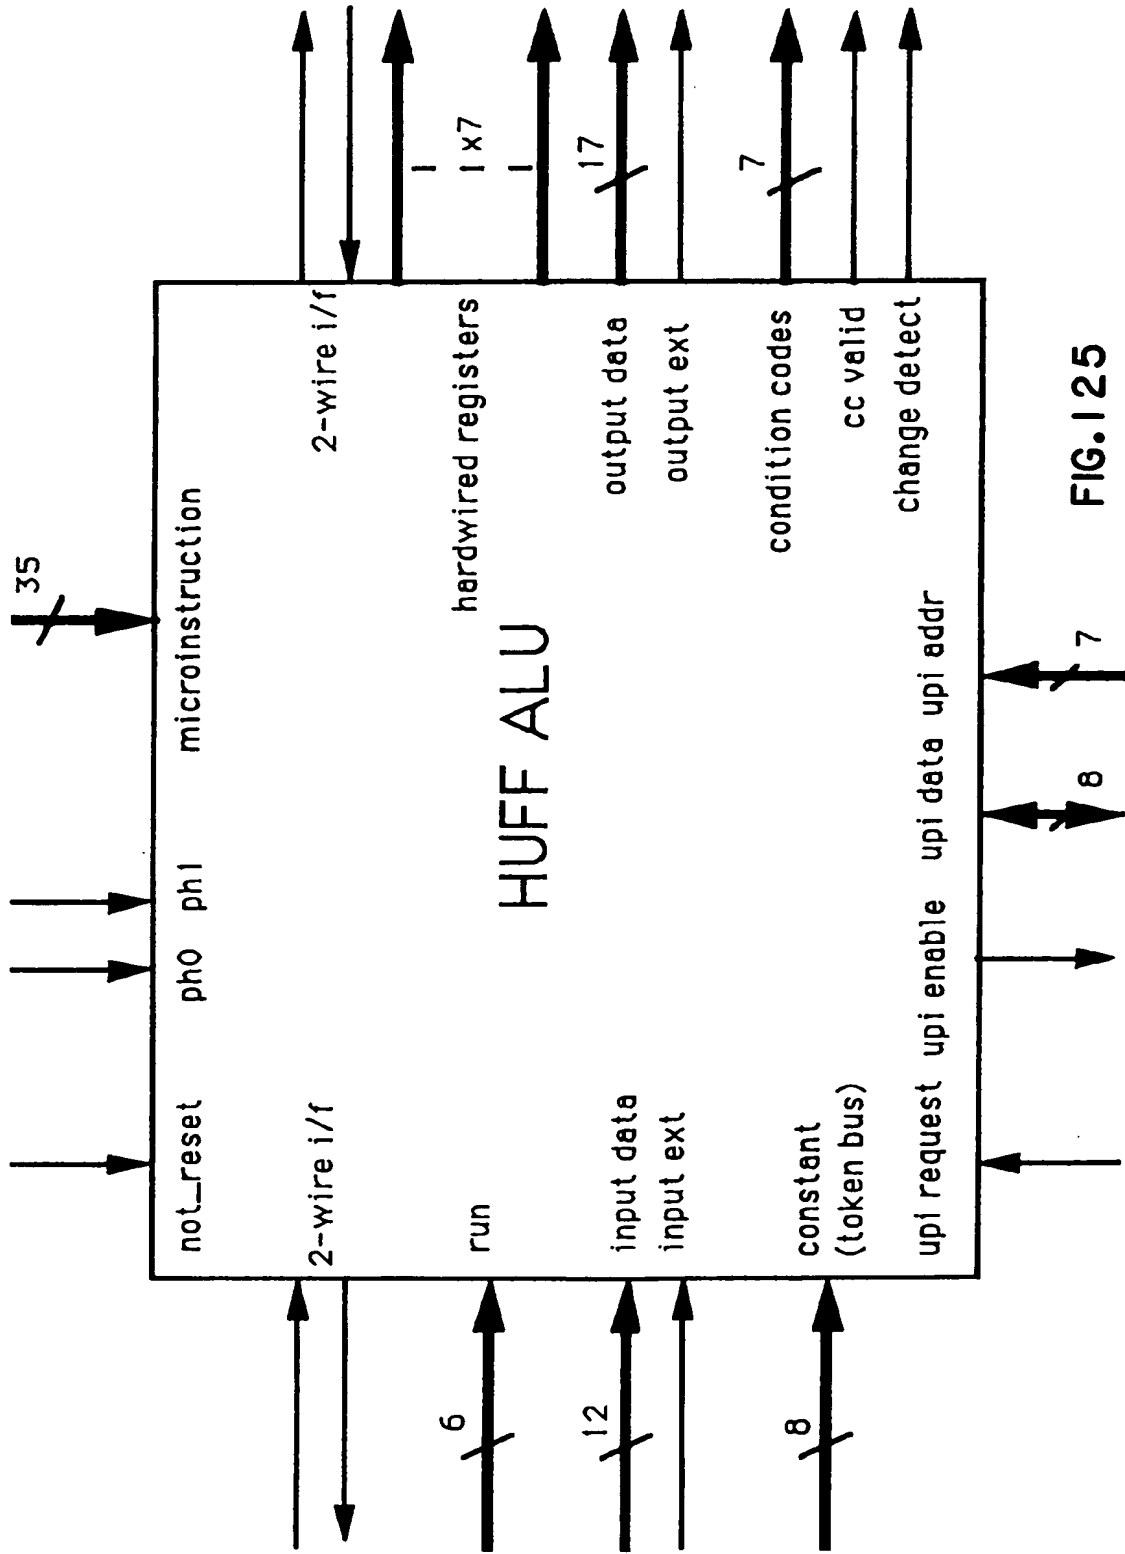 35
not_reset ph0 ph1 microinstruction
2-wire i/f 2-wire i/f
6 run hardwired registers 1x7
HUFF ALU
12 17
input data output data
input ext output ext
7
8 constant condition codes
(token bus) cc valid
change detect
upi request upi enable upi data upi addr
8 7
FIG.125